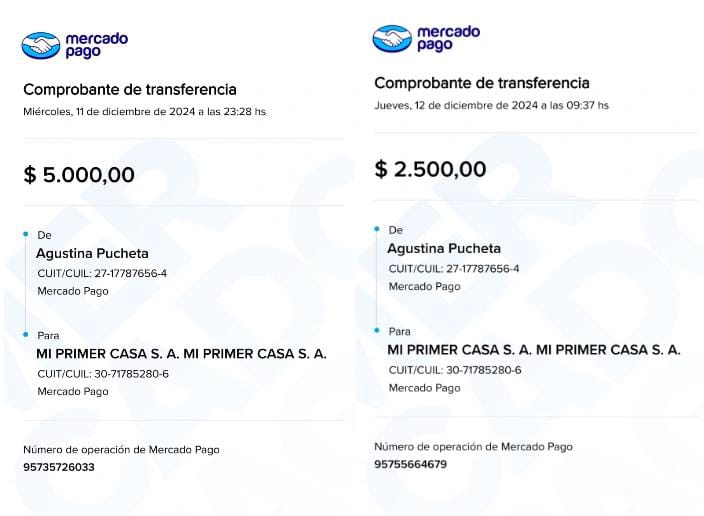 mercado
pago
Comprobante de transferencia
Miércoles, 11 de diciembre de 2024 a las 23:28 hs
$ 5.000,00
De
Agustina Pucheta
CUIT/CUIL: 27-17787656-4
Mercado Pago
Para
MI PRIMER CASA S. A. MI PRIMER CASA S. A.
CUIT/CUIL: 30-71785280-6
Mercado Pago
Número de operación de Mercado Pago
95735726033
mercado
pago
Comprobante de transferencia
Jueves, 12 de diciembre de 2024 a las 09:37 hs
$ 2.500,00
De
Agustina Pucheta
CUIT/CUIL: 27-17787656-4
Mercado Pago
Para
MI PRIMER CASA S. A. MI PRIMER CASA S. A.
CUIT/CUIL: 30-71785280-6
Mercado Pago
Número de operación de Mercado Pago
95755664679